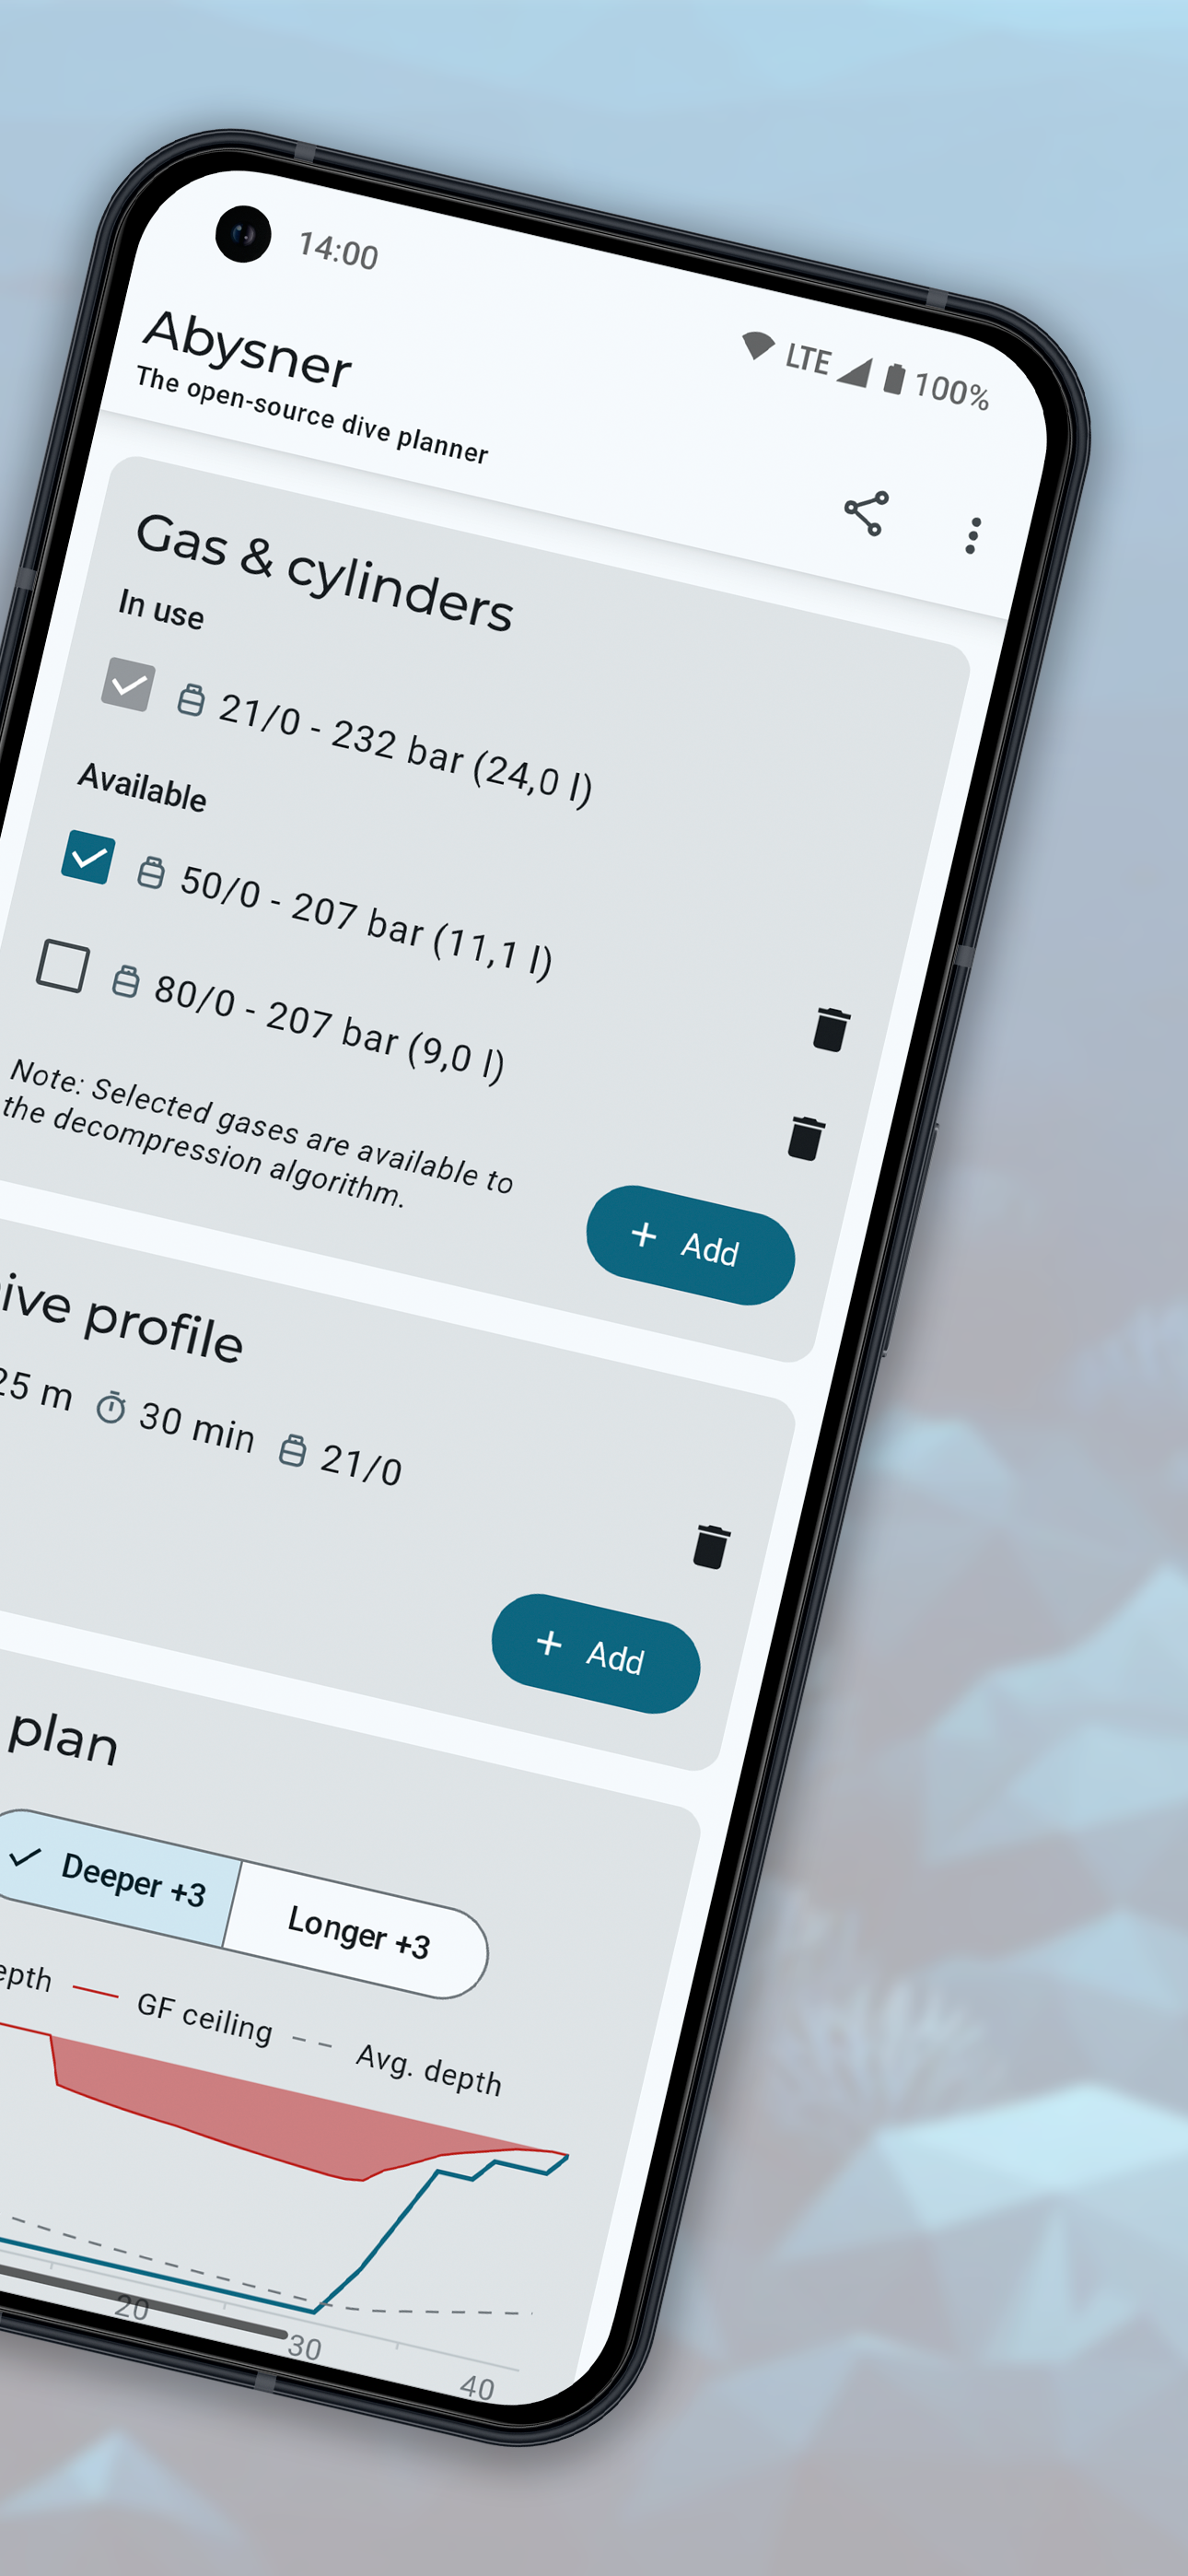 14:00
LTE 100%
Abysner
The open-source dive planner
Gas & cylinders
In use
21/0 - 232 bar (24,0 l)
Available
50/0 - 207 bar (11,1 l)
80/0 - 207 bar (9,0 l)
Note: Selected gases are available to
the decompression algorithm.
+ Add
ive profile
25 m 30 min 21/0
+ Add
plan
Deeper +3 Longer +3
epth GF ceiling Avg. depth
20 30 40